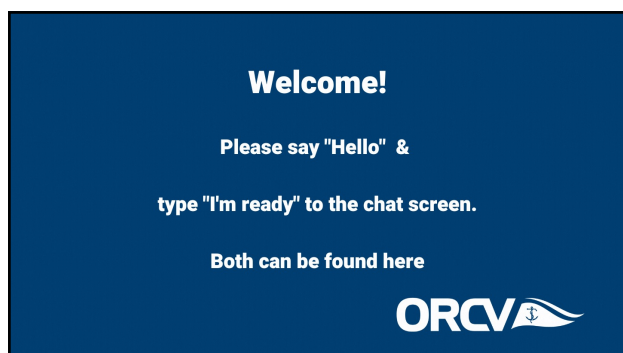 Welcome!
Please say "Hello" &
type "I'm ready" to the chat screen.
Both can be found here
ORCV